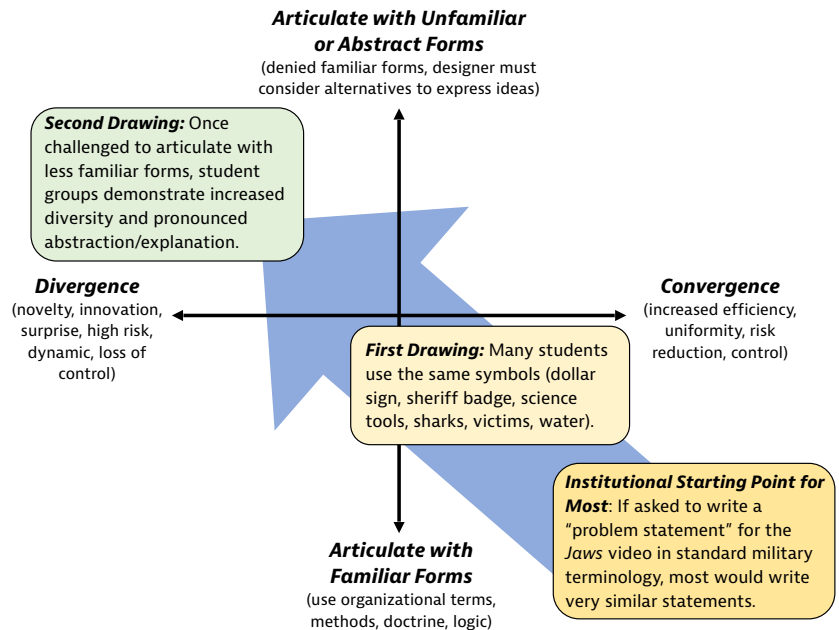 Articulate with Unfamiliar
or Abstract Forms
(denied familiar forms, designer must
consider alternatives to express ideas)
Second Drawing: Once
challenged to articulate with
less familiar forms, student
groups demonstrate increased
diversity and pronounced
abstraction/explanation.
Divergence
(novelty, innovation,
surprise, high risk,
dynamic, loss of
control)
Convergence
(increased efficiency,
uniformity, risk
reduction, control)
First Drawing: Many students
use the same symbols (dollar
sign, sheriff badge, science
tools, sharks, victims, water).
Institutional Starting Point for
Most: If asked to write a
“problem statement” for the
Jaws video in standard military
terminology, most would write
very similar statements.
Articulate with
Familiar Forms
(use organizational terms,
methods, doctrine, logic)